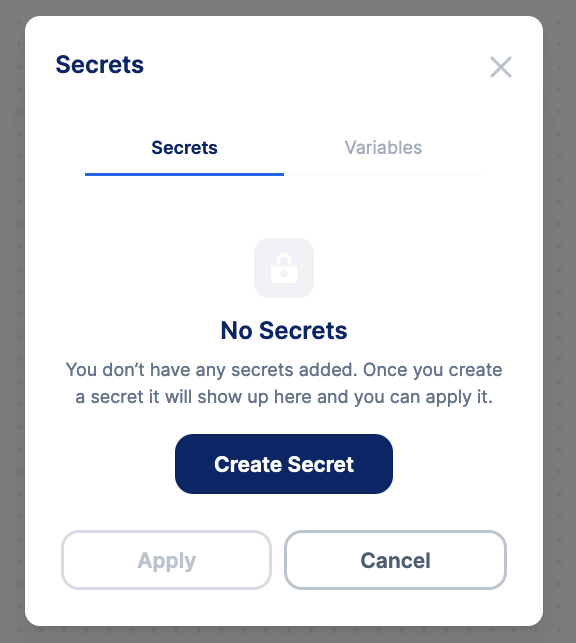 Secrets
Secrets
Variables
No Secrets
You don’t have any secrets added. Once you create
a secret it will show up here and you can apply it.
Create Secret
Apply
Cancel